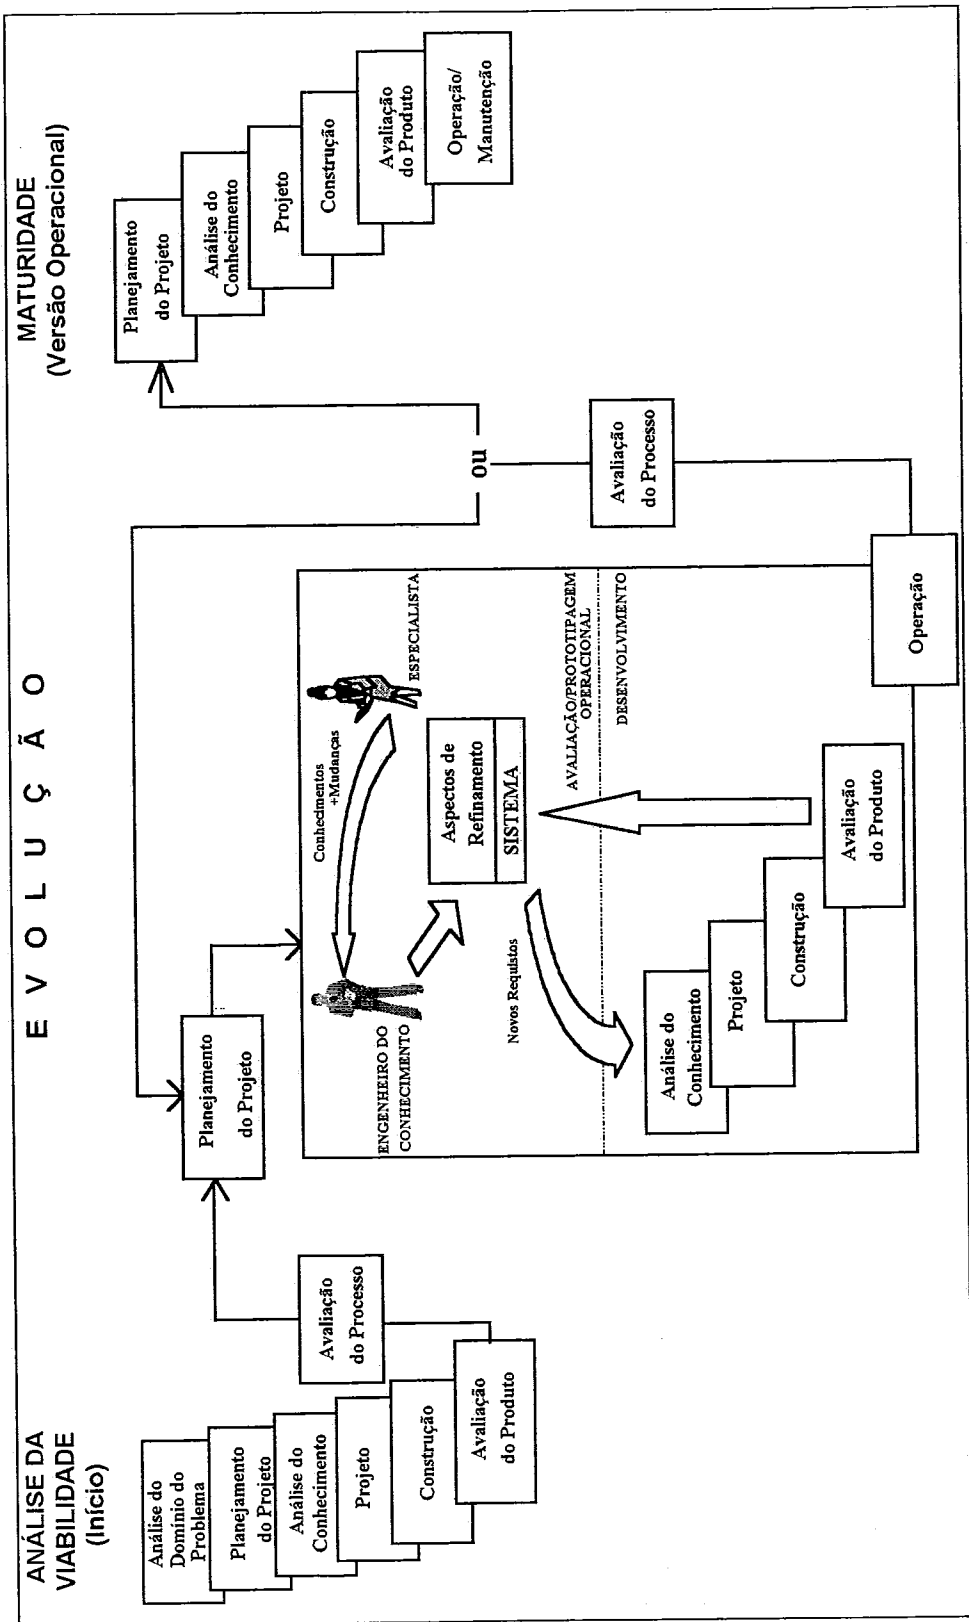 ANÁLISE DA
VIABILIDADE
(Início)
Análise do
Domínio do
Problema
Planejamento
do Projeto
Análise do
Conhecimento
Projeto
Construção
Avaliação
do Produto
Avaliação
do Processo
E V O L U Ç Ã O
Planejamento
do Projeto
Conhecimentos
+Mudanças
ESPECIALISTA
ENGENHEIRO DO
CONHECIMENTO
Aspectos de
Refinamento
SISTEMA
Novos Requistos
AVALIAÇÃO/PROTOTIPAGEM
OPERACIONAL
DESENVOLVIMENTO
Análise do
Conhecimento
Projeto
Construção
Avaliação
do Produto
Operação
Avaliação
do Processo
ou
MATURIDADE
(Versão Operacional)
Planejamento
do Projeto
Análise do
Conhecimento
Projeto
Construção
Avaliação
do Produto
Operação/
Manutenção